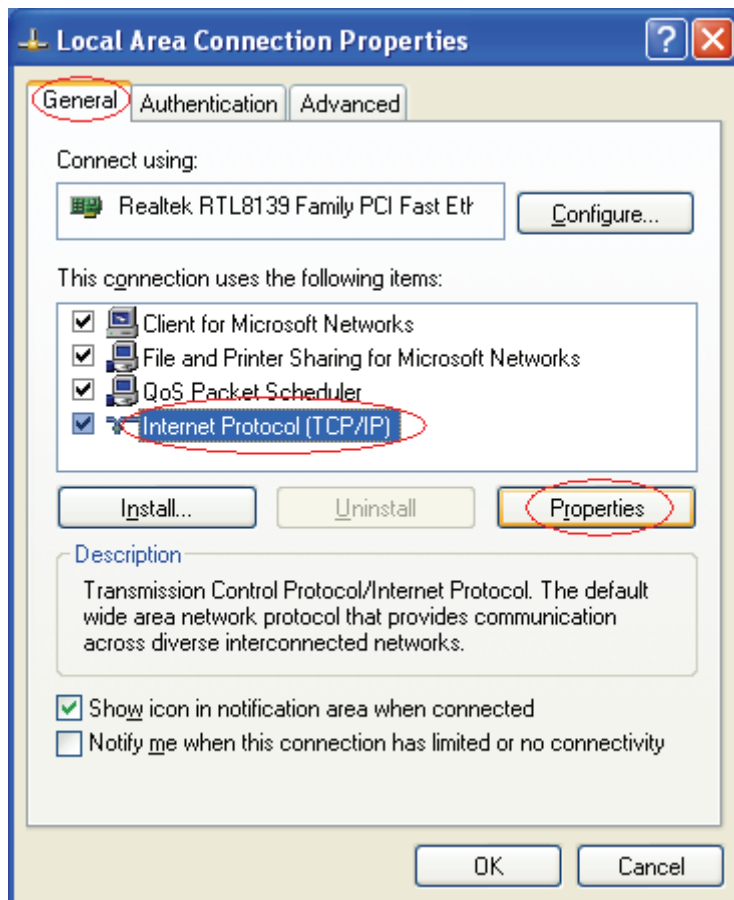 Local Area Connection Properties
General Authentication Advanced
Connect using:
Realtek RTL8139 Family PCI Fast Eth
Configure...
This connection uses the following items:
Client for Microsoft Networks
File and Printer Sharing for Microsoft Networks
QoS Packet Scheduler
Internet Protocol (TCP/IP)
Install... Uninstall Properties
Description
Transmission Control Protocol/Internet Protocol. The default
wide area network protocol that provides communication
across diverse interconnected networks.
Show icon in notification area when connected
Notify me when this connection has limited or no connectivity
OK Cancel